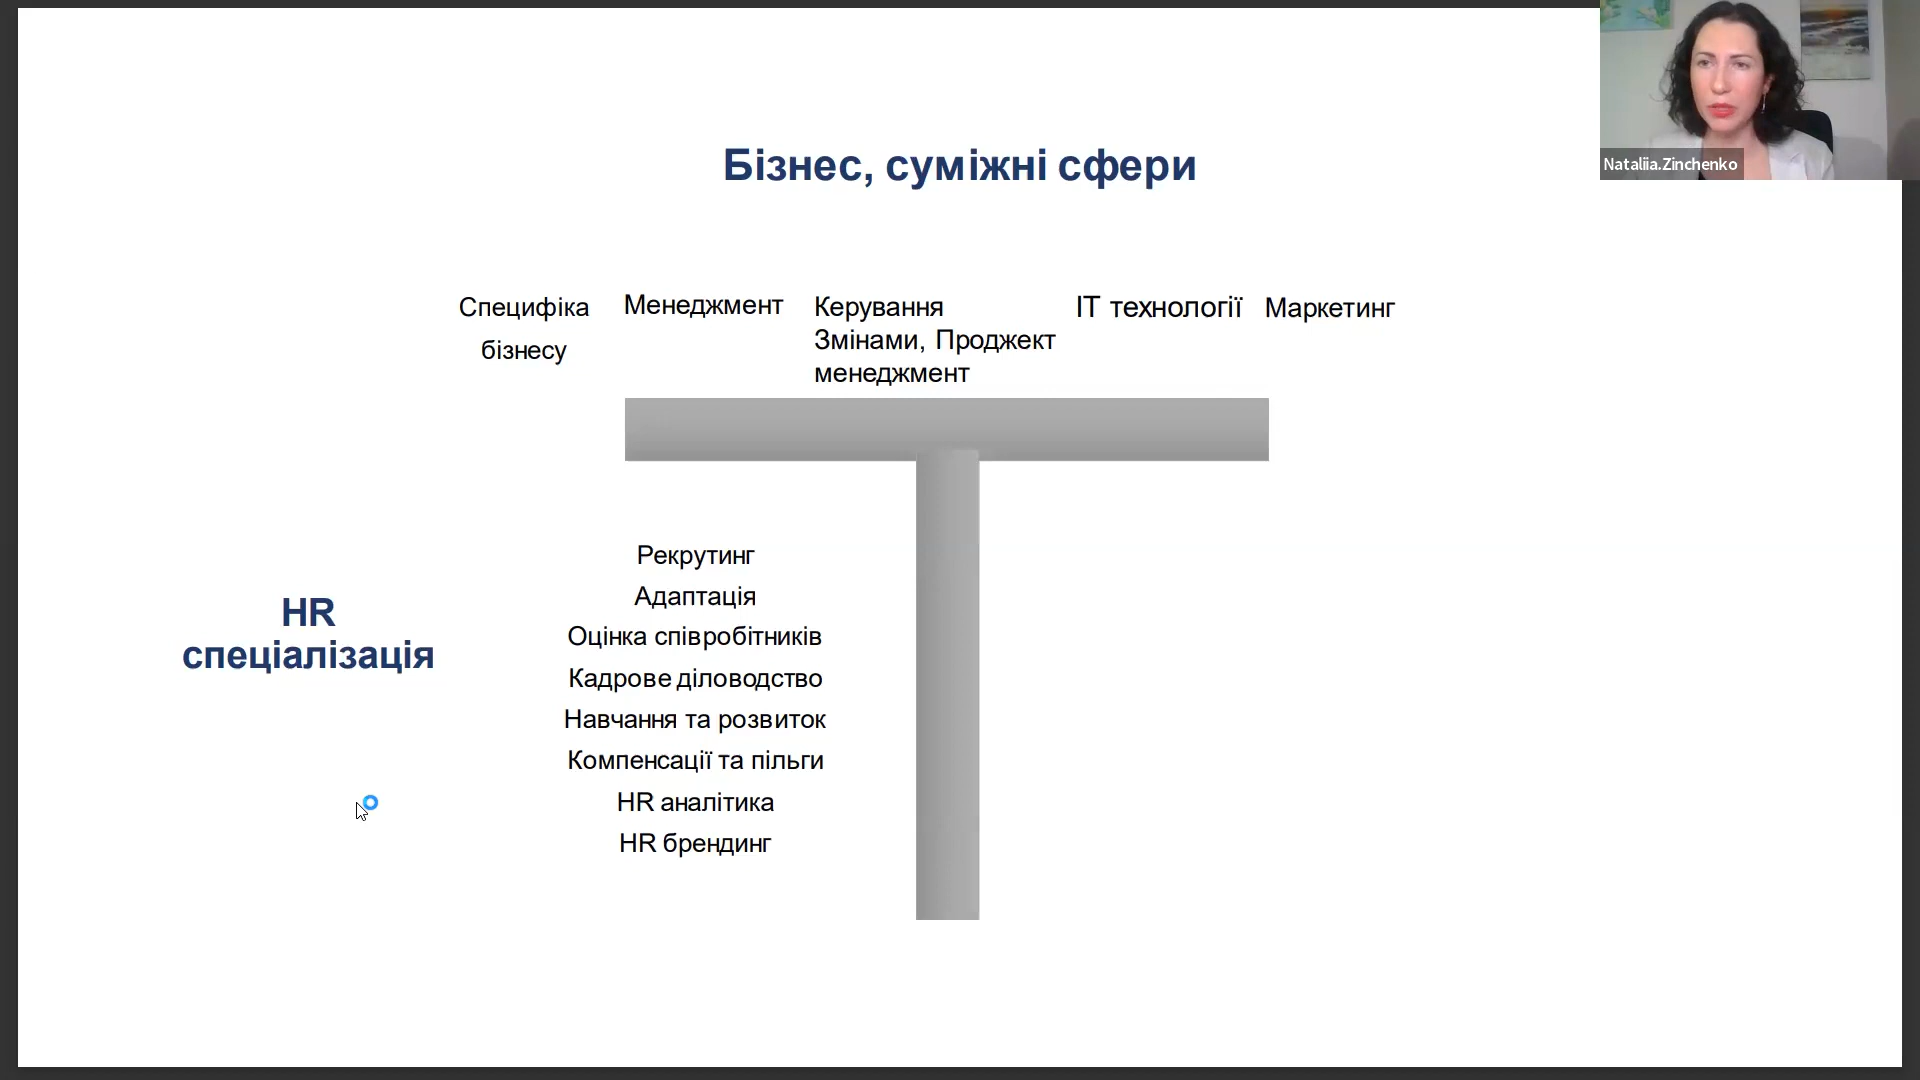 Nataliia.Zinchenko
Бізнес, суміжні сфери
Специфіка
бізнесу
Менеджмент
Керування
Змінами, Проджект
менеджмент
ІТ технології
Маркетинг
HR
спеціалізація
Рекрутинг
Адаптація
Оцінка співробітників
Кадрове діловодство
Навчання та розвиток
Компенсації та пільги
HR аналітика
HR брендинг